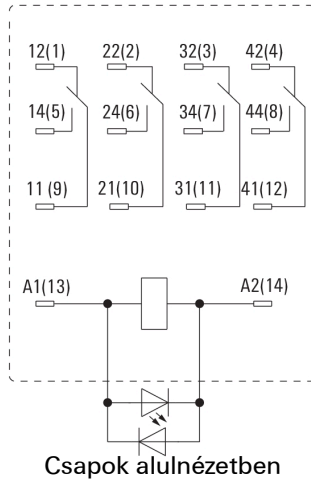 12(1) 22(2) 32(3) 42(4)
14(5) 24(6) 34(7) 44(8)
11 (9) 21(10) 31(11) 41(12)
A1(13) A2(14)
Csapok alulnézetben